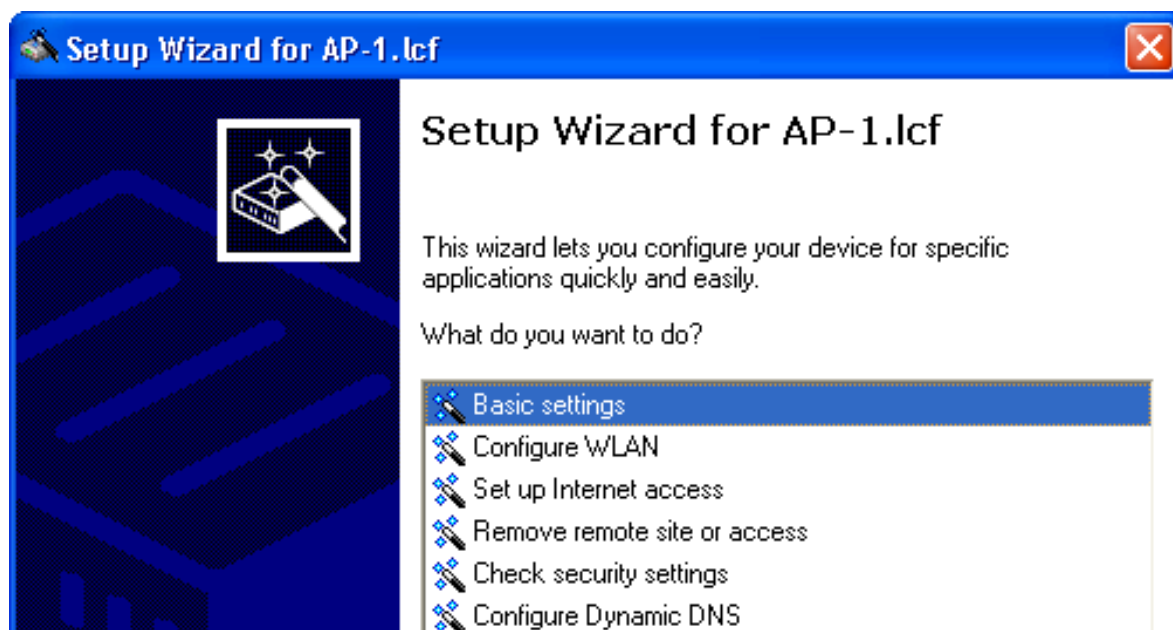 Setup Wizard for AP-1.lcf
Setup Wizard for AP-1.lcf
This wizard lets you configure your device for specific
applications quickly and easily.
What do you want to do?
Basic settings
Configure WLAN
Set up Internet access
Remove remote site or access
Check security settings
Configure Dynamic DNS